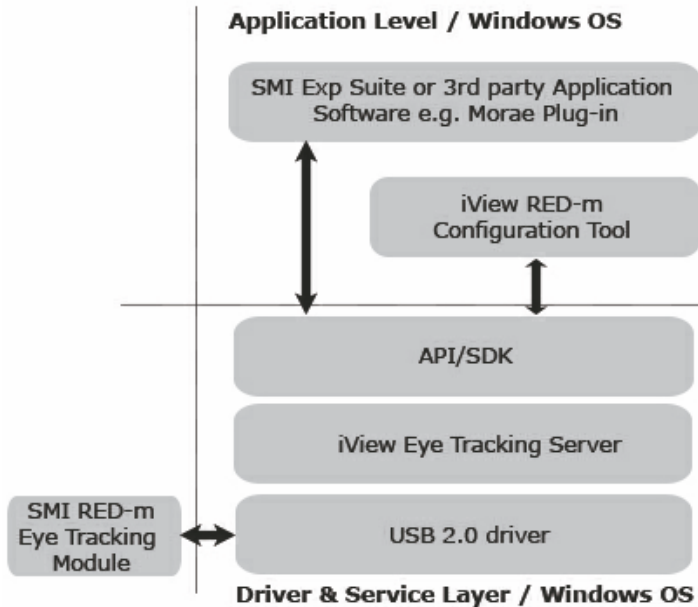 Application Level / Windows OS
SMI Exp Suite or 3rd party Application
Software e.g. Morae Plug-in
iView RED-m
Configuration Tool
API/SDK
iView Eye Tracking Server
SMI RED-m
Eye Tracking
Module
USB 2.0 driver
Driver & Service Layer / Windows OS